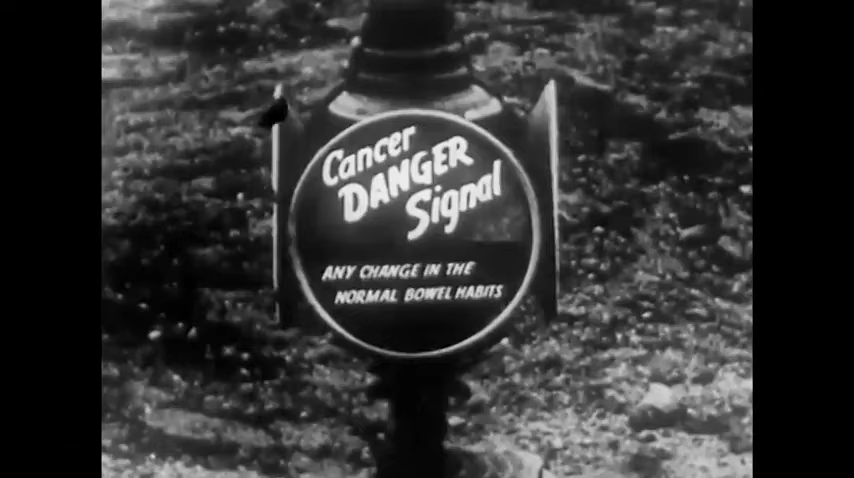 Cancer
DANGER
Signal
ANY CHANGE IN THE
NORMAL BOWEL HABITS